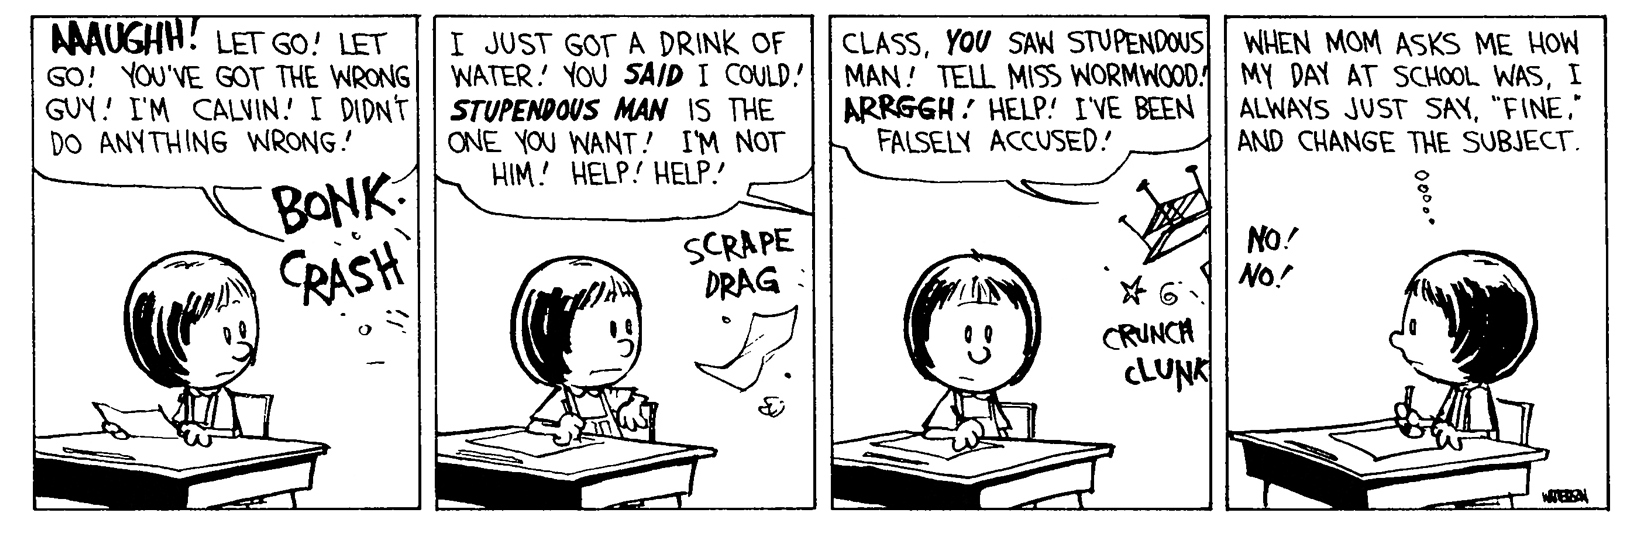 AAAUGHH! LET GO! LET
GO! YOU'VE GOT THE WRONG
GUY! I'M CALVIN! I DIDN'T
DO ANYTHING WRONG!
BONK
CRASH
I JUST GOT A DRINK OF
WATER! YOU SAID I COULD!
STUPENDOUS MAN IS THE
ONE YOU WANT! I'M NOT
HIM! HELP! HELP!
SCRAPE
DRAG
CLASS, YOU SAW STUPENDOUS
MAN! TELL MISS WORMWOOD!
ARRGGH! HELP! I'VE BEEN
FALSELY ACCUSED!
CRUNCH
CLUNK
WHEN MOM ASKS ME HOW
MY DAY AT SCHOOL WAS, I
ALWAYS JUST SAY, "FINE,"
AND CHANGE THE SUBJECT.
NO!
NO!
WATTERSON